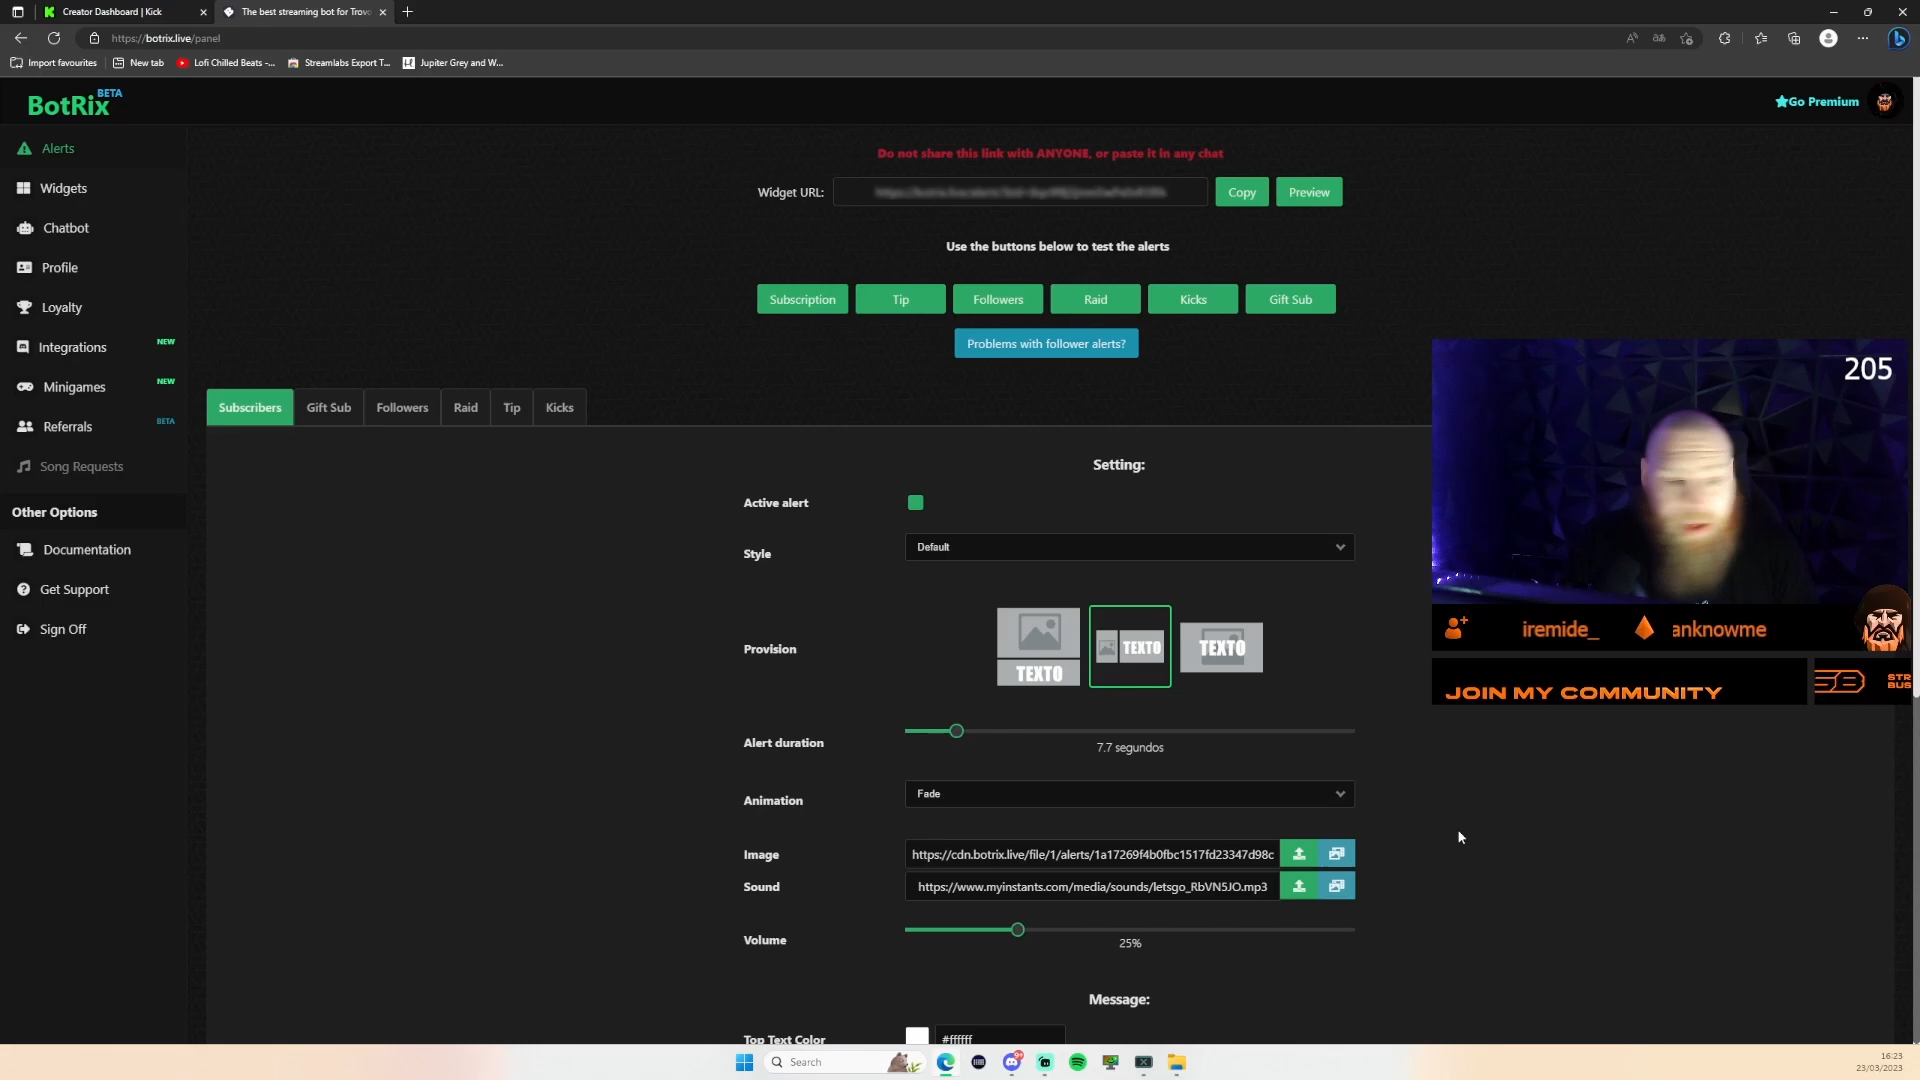 Creator Dashboard | Kick
The best streaming bot for Trovo
https://botrix.live/panel
Import favourites
New tab
Lofi Chilled Beats -...
Streamlabs Export T...
Jupiter Grey and W...
BotRix BETA
Go Premium
Alerts
Widgets
Chatbot
Profile
Loyalty
Integrations NEW
Minigames NEW
Referrals BETA
Song Requests
Other Options
Documentation
Get Support
Sign Off
Do not share this link with ANYONE, or paste it in any chat
Widget URL:
Copy
Preview
Use the buttons below to test the alerts
Subscription
Tip
Followers
Raid
Kicks
Gift Sub
Problems with follower alerts?
Subscribers
Gift Sub
Followers
Raid
Tip
Kicks
Setting:
Active alert
Style
Default
Provision
TEXTO
TEXTO
TEXTO
Alert duration
7.7 segundos
Animation
Fade
Image
https://cdn.botrix.live/file/1/alerts/1a17269f4b0fbc1517fd23347d98c
Sound
https://www.myinstants.com/media/sounds/letsgo_RbVN5JO.mp3
Volume
25%
Message:
Top Text Color
#ffffff
205
iremide_
anknowme
JOIN MY COMMUNITY
SB
STR
BUS
Search
16:23
23/03/2023